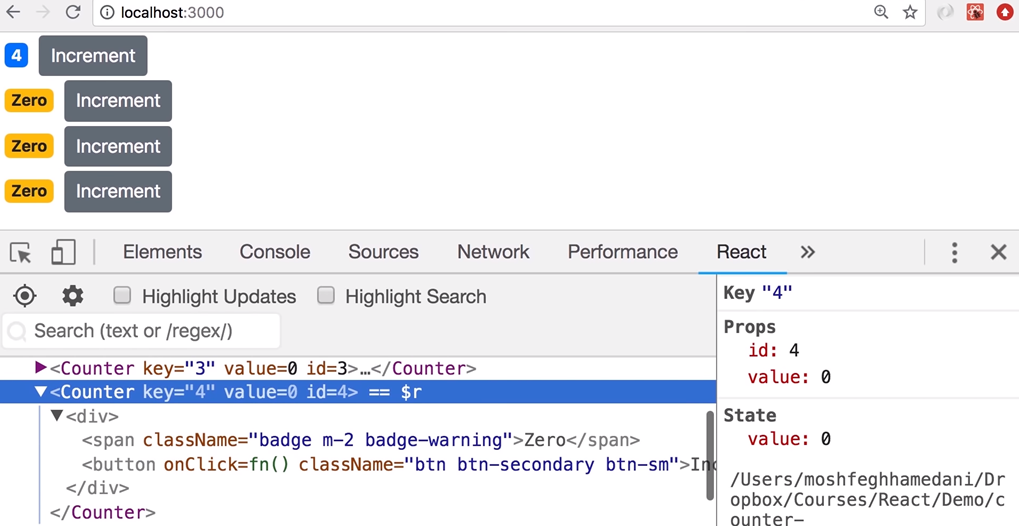 localhost:3000
4 Increment
Zero Increment
Zero Increment
Zero Increment
Elements Console Sources Network Performance React »
Highlight Updates Highlight Search
Search (text or /regex/)
▶<Counter key="3" value=0 id=3>…</Counter>
▼<Counter key="4" value=0 id=4> == $r
▼<div>
<span className="badge m-2 badge-warning">Zero</span>
<button onClick=fn() className="btn btn-secondary btn-sm">Inc
</div>
</Counter>
Key "4"
Props
id: 4
value: 0
State
value: 0
/Users/moshfeghhamedani/Dr
opbox/Courses/React/Demo/c
ounter-